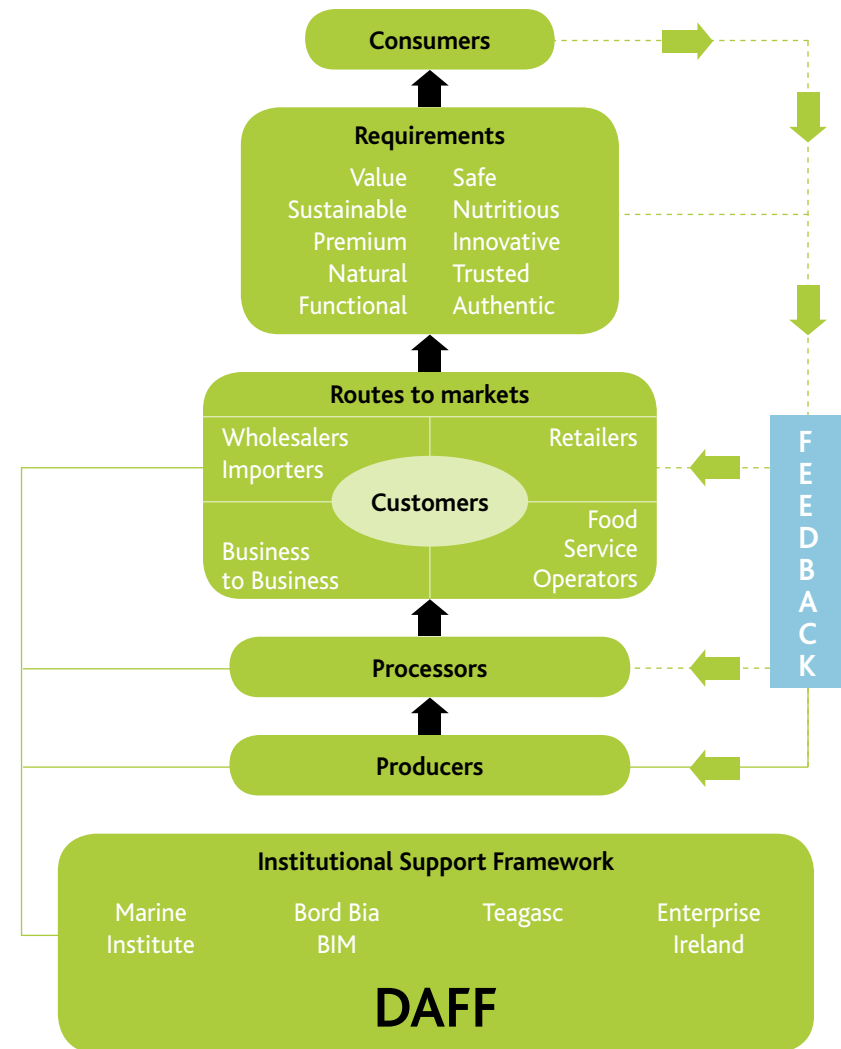 Consumers
Requirements
Value
Sustainable
Premium
Natural
Functional
Safe
Nutritious
Innovative
Trusted
Authentic
Routes to markets
Wholesalers
Importers
Retailers
Customers
Business
to Business
Food
Service
Operators
FEEDBACK
Processors
Producers
Institutional Support Framework
Marine
Institute
Bord Bia
BIM
Teagasc
Enterprise
Ireland
DAFF